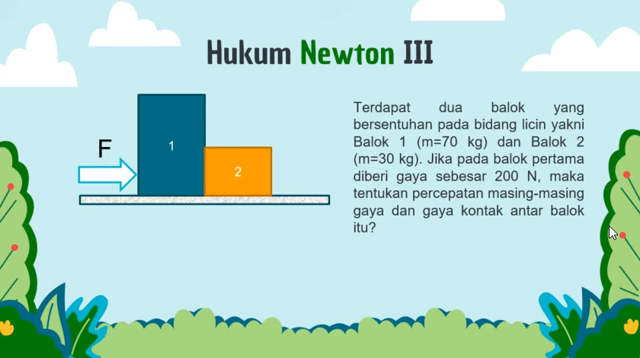 Hukum Newton III
F
1
2
Terdapat dua balok yang
bersentuhan pada bidang licin yakni
Balok 1 (m=70 kg) dan Balok 2
(m=30 kg). Jika pada balok pertama
diberi gaya sebesar 200 N, maka
tentukan percepatan masing-masing
gaya dan gaya kontak antar balok
itu?